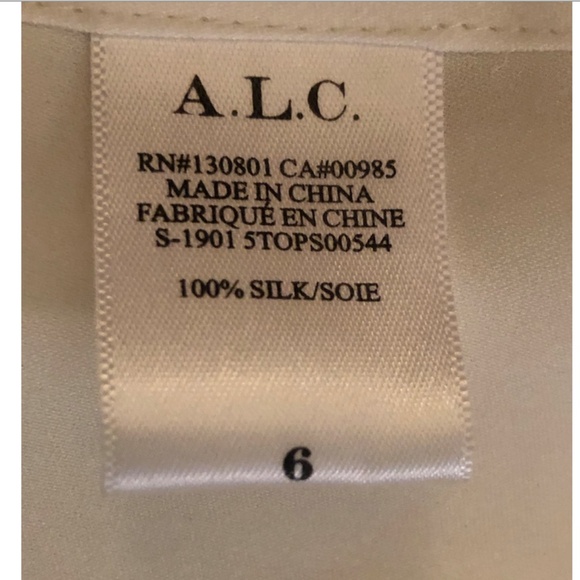 A.L.C.
RN#130801 CA#00985
MADE IN CHINA
FABRIQUÉ EN CHINE
S-1901 5TOPS00544
100% SILK/SOIE
6